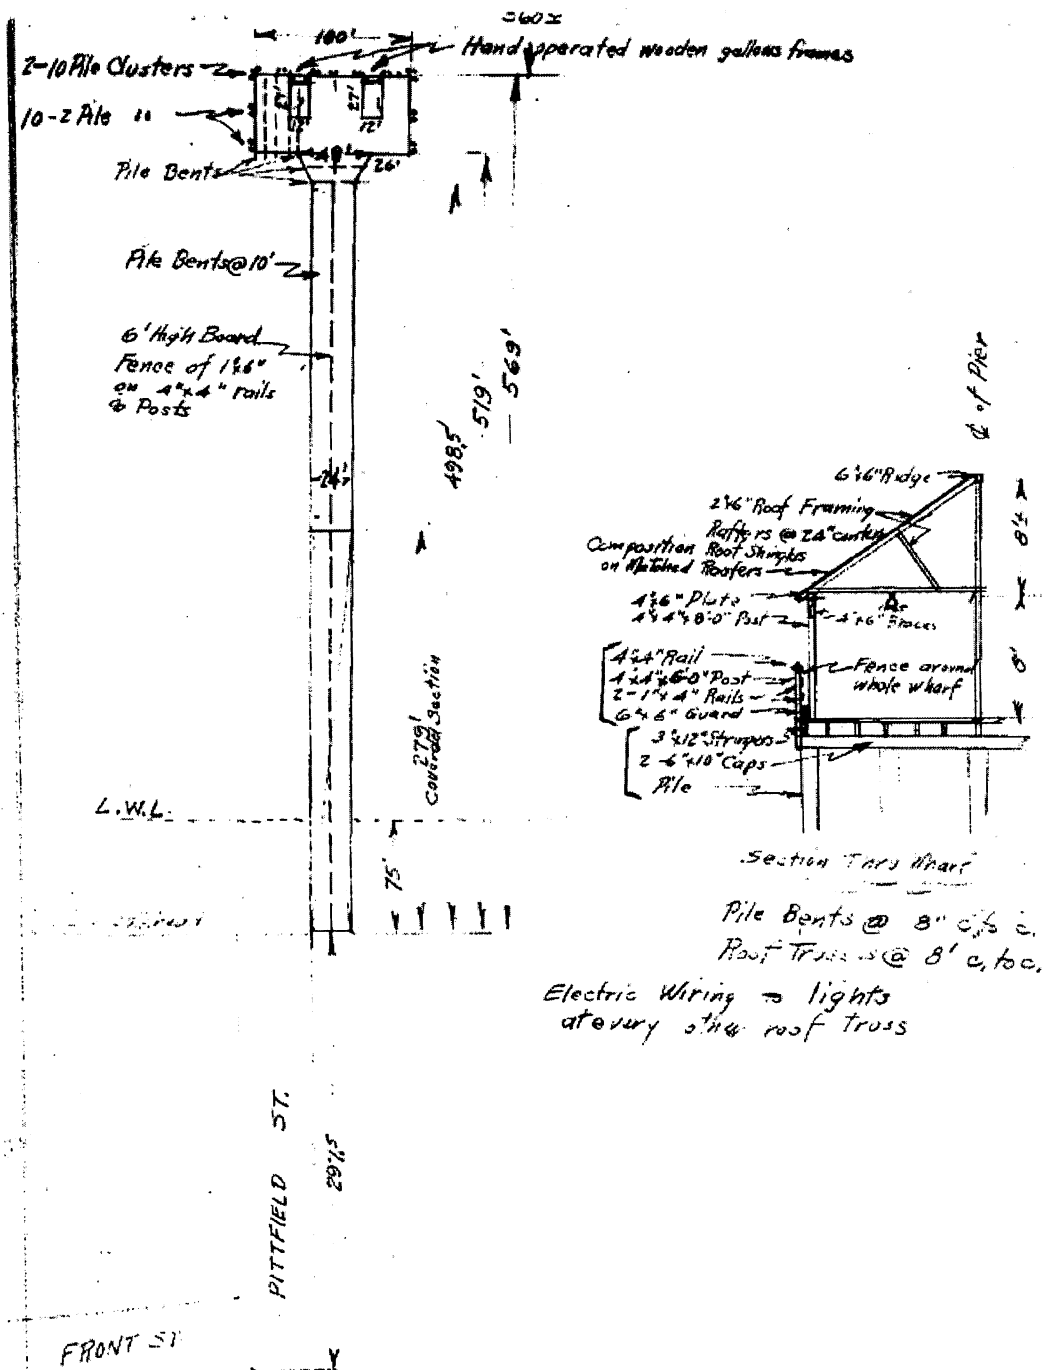 560±
100'
Hand opperated wooden gallons frames
2-10 Pile Clusters
10-2 Pile "
27'
27'
12'
12'
26'
Pile Bents
Pile Bents@10'
6' High Board
Fence of 1"x6"
on 4"x4" rails
& Posts
24'
498.5'
519'
569'
279'
Covered Section
L.W.L.
75'
℄ of Pier
6"x6" Ridge
2"x6" Roof Framing
Rafters @ 24" centers
Composition Roof Shingles
on Matched Roofers
4"x6" Plate
4"x4"x8'-0" Post
4"x6" Braces
8'±
8'
4"x4" Rail
4"x4"x6'-0" Post
2-1"x4" Rails
6"x6" Guard
Fence around
whole wharf
3"x12" Stringers
2-6"x10" Caps
Pile
Section Thru Wharf
Pile Bents @ 8" c. to c.
Roof Trusses @ 8' c. to c.
Electric Wiring → lights
at every other roof truss
PITTFIELD ST.
297.5
FRONT ST